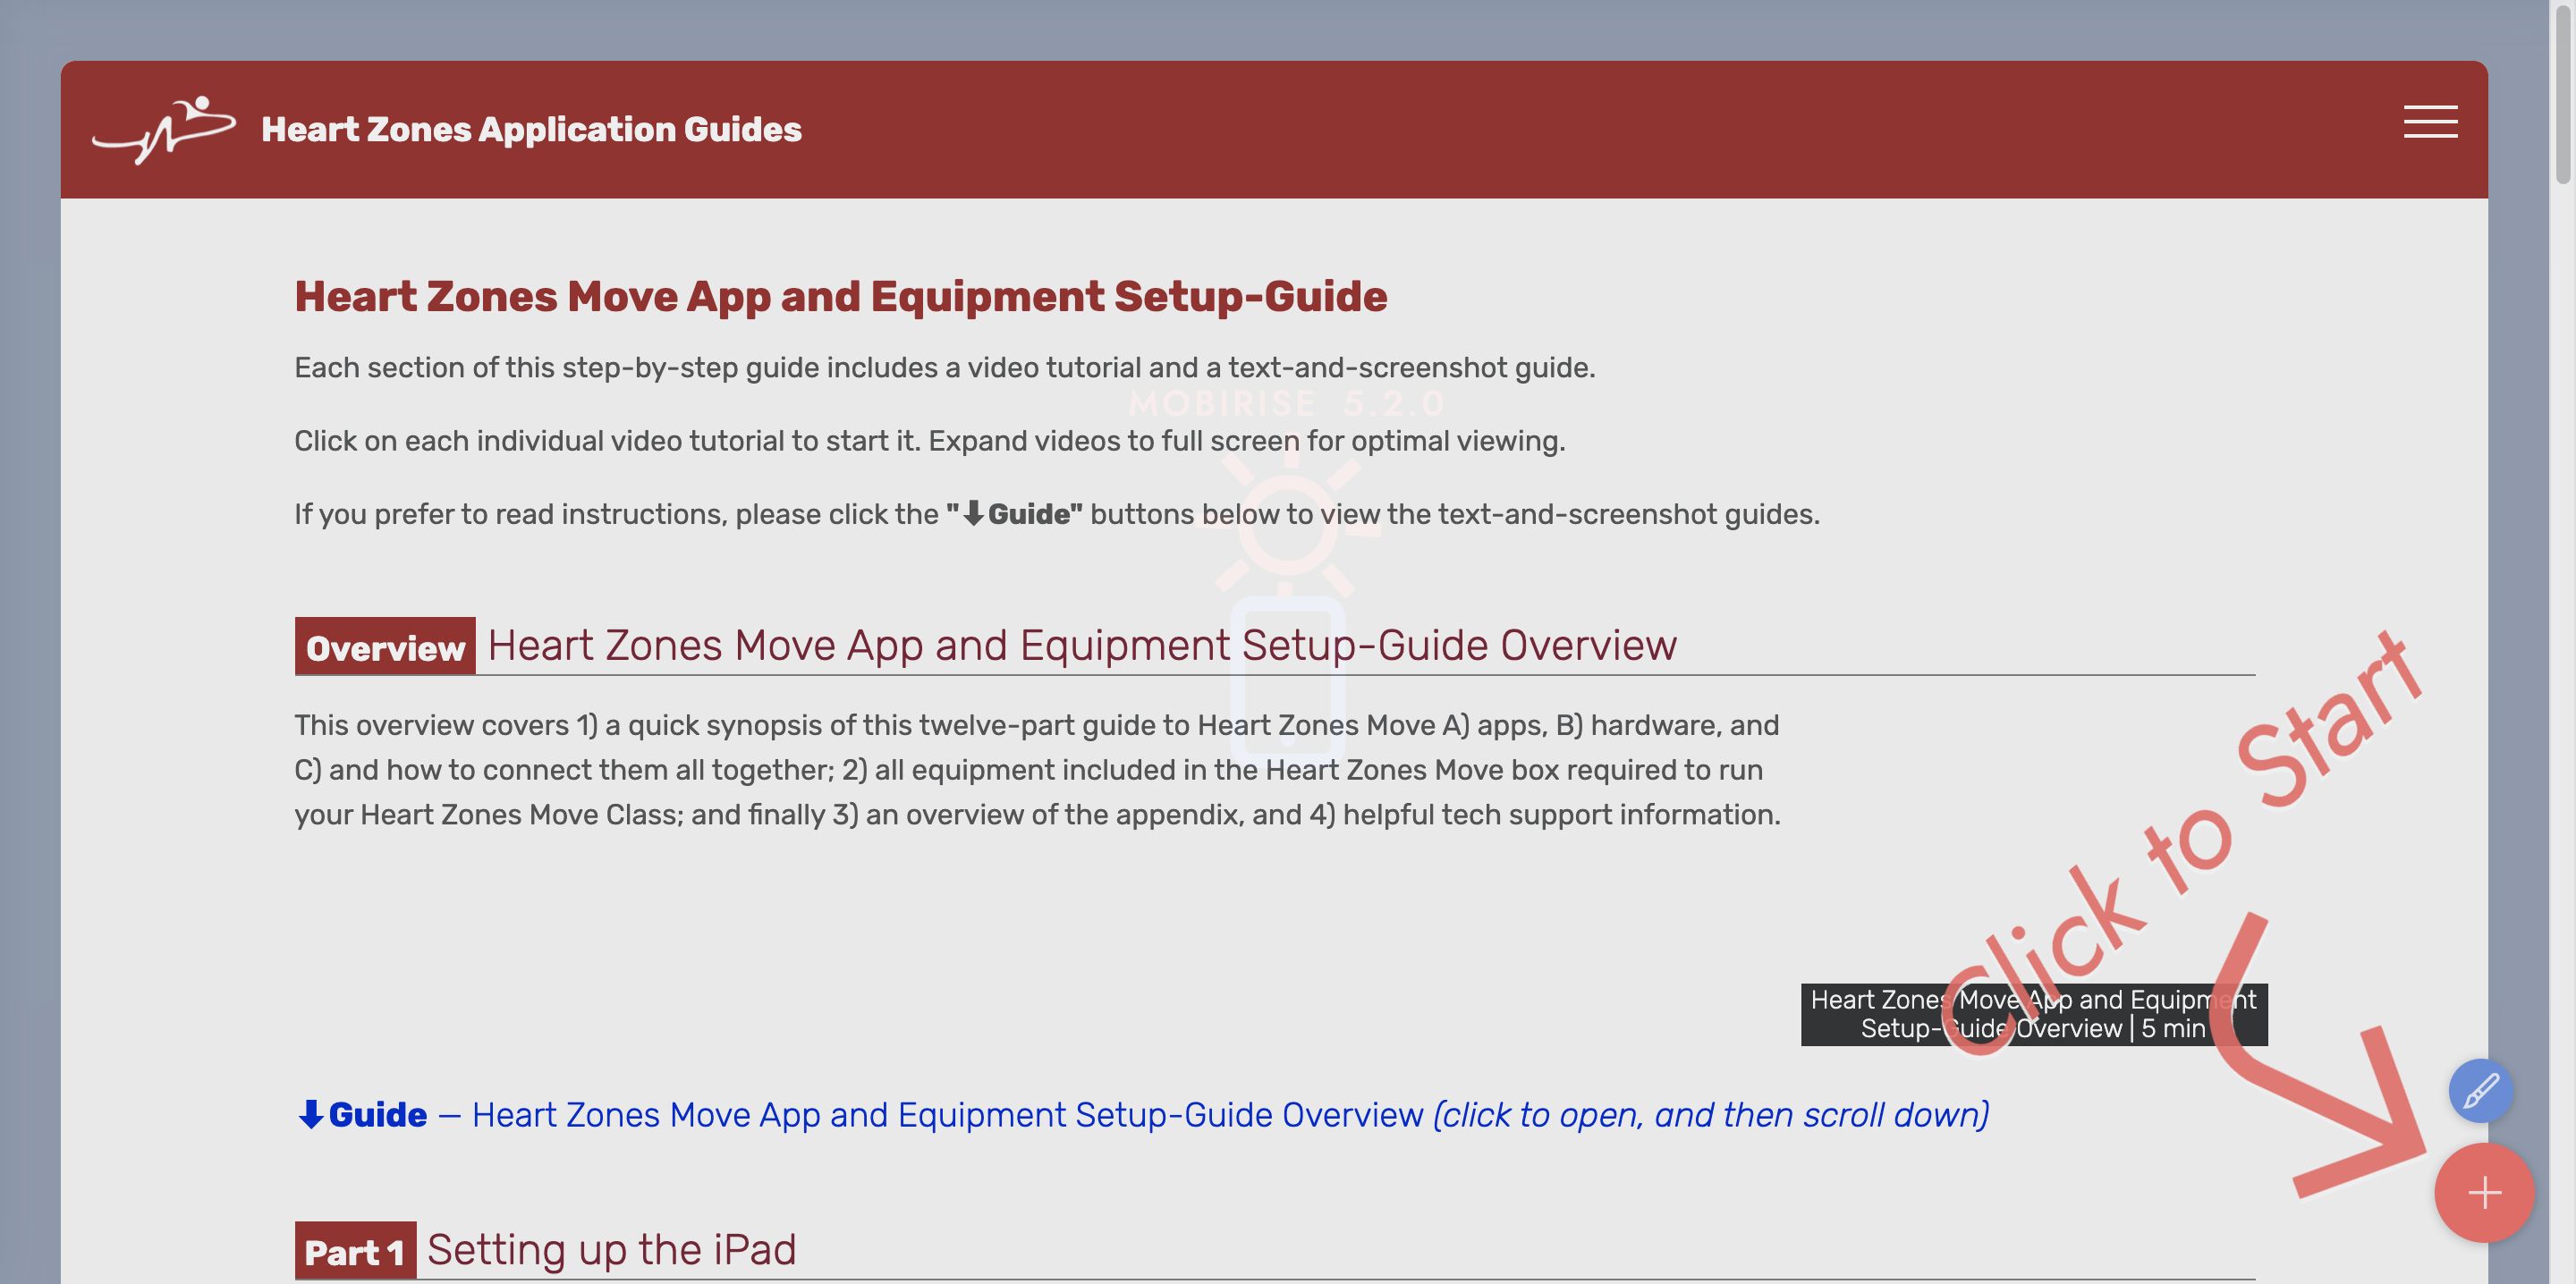 Heart Zones Application Guides
Heart Zones Move App and Equipment Setup-Guide
Each section of this step-by-step guide includes a video tutorial and a text-and-screenshot guide.
MOBIRISE 5.2.0
Click on each individual video tutorial to start it. Expand videos to full screen for optimal viewing.
If you prefer to read instructions, please click the "⬇Guide" buttons below to view the text-and-screenshot guides.
Overview Heart Zones Move App and Equipment Setup-Guide Overview
This overview covers 1) a quick synopsis of this twelve-part guide to Heart Zones Move A) apps, B) hardware, and
C) and how to connect them all together; 2) all equipment included in the Heart Zones Move box required to run
your Heart Zones Move Class; and finally 3) an overview of the appendix, and 4) helpful tech support information.
Click to Start
Heart Zones Move App and Equipment
Setup-Guide Overview | 5 min
⬇Guide — Heart Zones Move App and Equipment Setup-Guide Overview (click to open, and then scroll down)
Part 1 Setting up the iPad